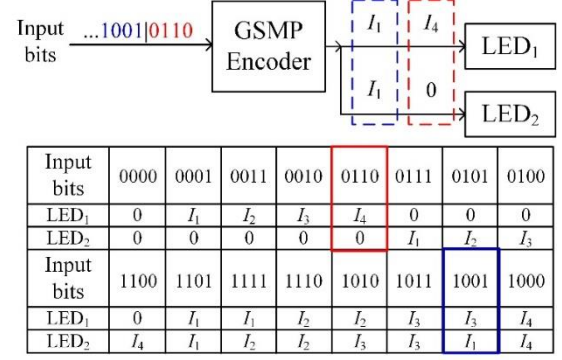 Input bits
...1001|0110
GSMP Encoder
I₁ I₄
LED₁
I₁ 0
LED₂
Input bits 0000 0001 0011 0010 0110 0111 0101 0100
LED₁ 0 I₁ I₂ I₃ I₄ 0 0 0
LED₂ 0 0 0 0 0 I₁ I₂ I₃
Input bits 1100 1101 1111 1110 1010 1011 1001 1000
LED₁ 0 I₁ I₁ I₂ I₂ I₃ I₃ I₄
LED₂ I₄ I₁ I₂ I₂ I₃ I₃ I₁ I₄